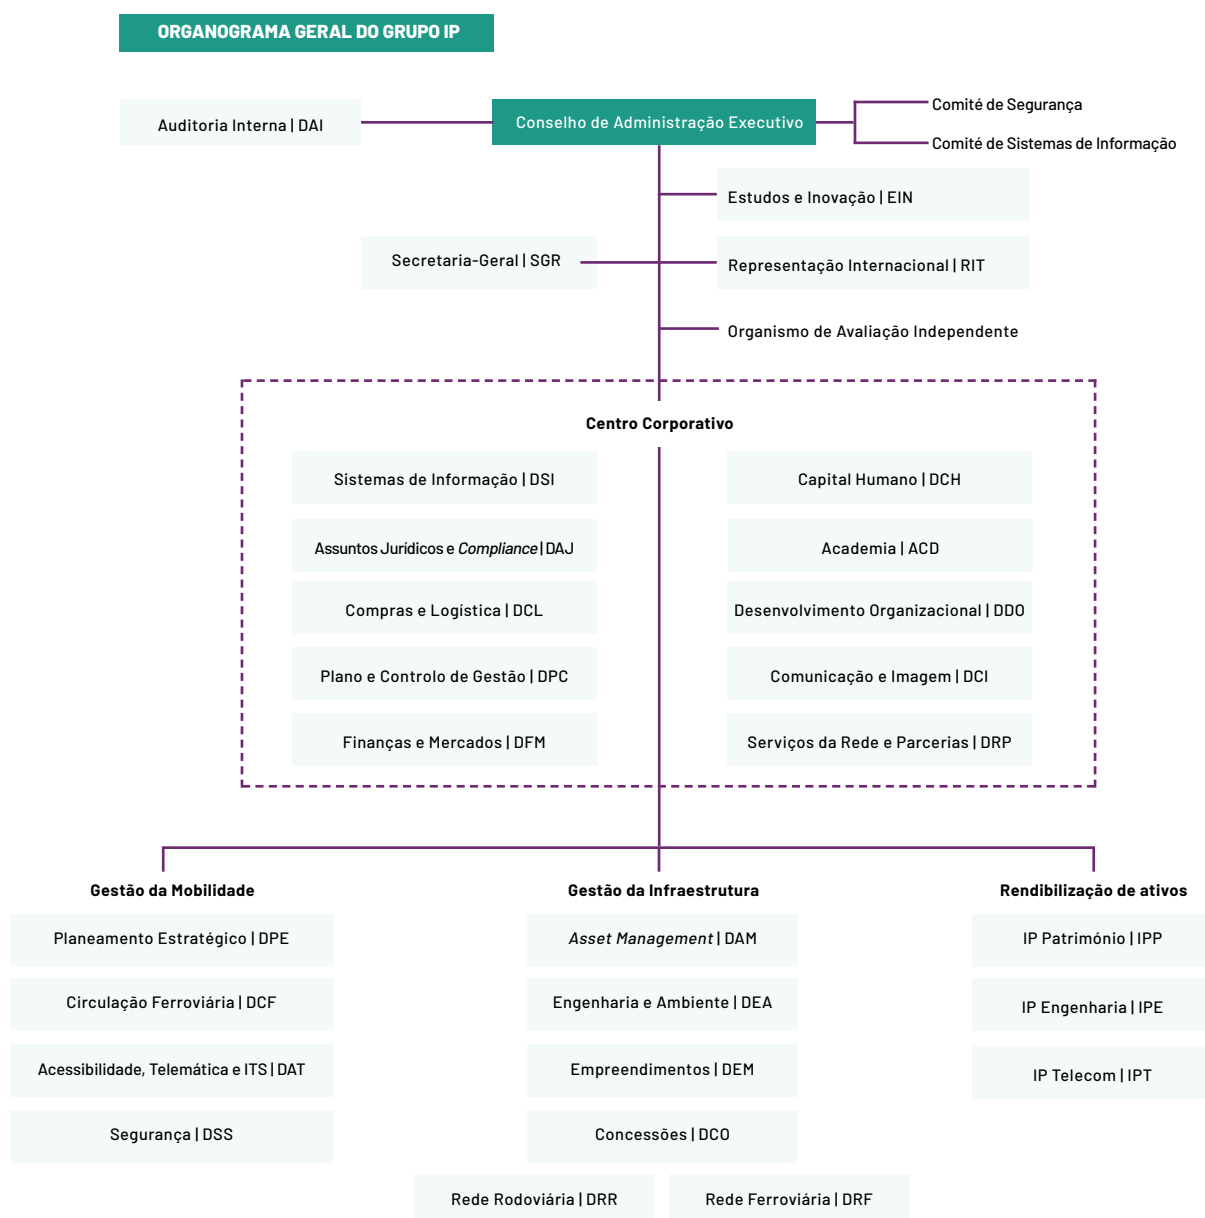 ORGANOGRAMA GERAL DO GRUPO IP
Auditoria Interna | DAI
Conselho de Administração Executivo
Comité de Segurança
Comité de Sistemas de Informação
Estudos e Inovação | EIN
Secretaria-Geral | SGR
Representação Internacional | RIT
Organismo de Avaliação Independente
Centro Corporativo
Sistemas de Informação | DSI
Capital Humano | DCH
Assuntos Jurídicos e Compliance | DAJ
Academia | ACD
Compras e Logística | DCL
Desenvolvimento Organizacional | DDO
Plano e Controlo de Gestão | DPC
Comunicação e Imagem | DCI
Finanças e Mercados | DFM
Serviços da Rede e Parcerias | DRP
Gestão da Mobilidade
Planeamento Estratégico | DPE
Circulação Ferroviária | DCF
Acessibilidade, Telemática e ITS | DAT
Segurança | DSS
Gestão da Infraestrutura
Asset Management | DAM
Engenharia e Ambiente | DEA
Empreendimentos | DEM
Concessões | DCO
Rede Rodoviária | DRR
Rede Ferroviária | DRF
Rendibilização de ativos
IP Património | IPP
IP Engenharia | IPE
IP Telecom | IPT